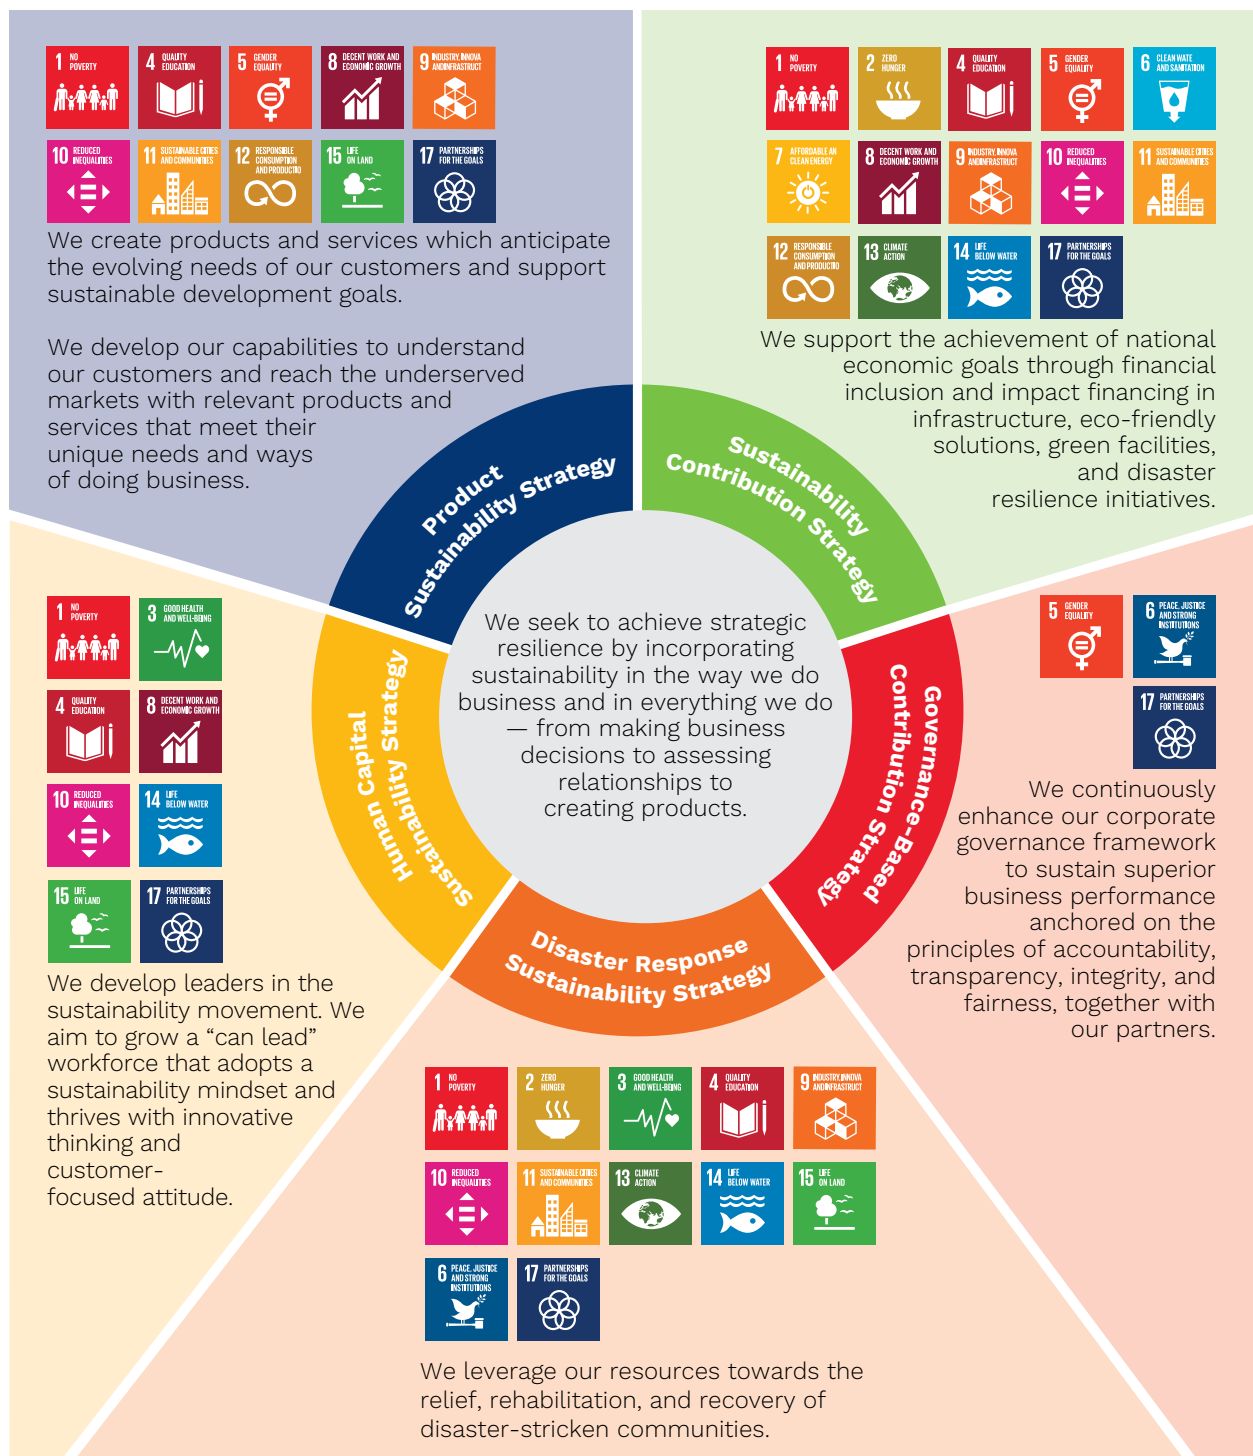 1 NO
POVERTY
4 QUALITY
EDUCATION
5 GENDER
EQUALITY
8 DECENT WORK AND
ECONOMIC GROWTH
9 INDUSTRY, INNOVA
ANDINFRASTRUCT
10 REDUCED
INEQUALITIES
11 SUSTAINABLE CITIES
AND COMMUNITIES
12 RESPONSIBLE
CONSUMPTION
AND PRODUCTIO
15 LIFE
ON LAND
17 PARTNERSHIPS
FOR THE GOALS
We create products and services which anticipate
the evolving needs of our customers and support
sustainable development goals.
We develop our capabilities to understand
our customers and reach the underserved
markets with relevant products and
services that meet their
unique needs and ways
of doing business.
1 NO
POVERTY
2 ZERO
HUNGER
4 QUALITY
EDUCATION
5 GENDER
EQUALITY
6 CLEAN WATE
AND SANITATION
7 AFFORDABLE AN
CLEAN ENERGY
8 DECENT WORK AND
ECONOMIC GROWTH
9 INDUSTRY, INNOVA
ANDINFRASTRUCT
10 REDUCED
INEQUALITIES
11 SUSTAINABLE CITIES
AND COMMUNITIES
12 RESPONSIBLE
CONSUMPTION
AND PRODUCTIO
13 CLIMATE
ACTION
14 LIFE
BELOW WATER
17 PARTNERSHIPS
FOR THE GOALS
We support the achievement of national
economic goals through financial
inclusion and impact financing in
infrastructure, eco-friendly
solutions, green facilities,
and disaster
resilience initiatives.
Product
Sustainability Strategy
Sustainability
Contribution Strategy
Human Capital
Sustainability Strategy
Governance-Based
Contribution Strategy
Disaster Response
Sustainability Strategy
We seek to achieve strategic
resilience by incorporating
sustainability in the way we do
business and in everything we do
— from making business
decisions to assessing
relationships to
creating products.
1 NO
POVERTY
3 GOOD HEALTH
AND WELL-BEING
4 QUALITY
EDUCATION
8 DECENT WORK AND
ECONOMIC GROWTH
10 REDUCED
INEQUALITIES
14 LIFE
BELOW WATER
15 LIFE
ON LAND
17 PARTNERSHIPS
FOR THE GOALS
We develop leaders in the
sustainability movement. We
aim to grow a “can lead”
workforce that adopts a
sustainability mindset and
thrives with innovative
thinking and
customer-
focused attitude.
5 GENDER
EQUALITY
6 PEACE, JUSTICE
AND STRONG
INSTITUTIONS
17 PARTNERSHIPS
FOR THE GOALS
We continuously
enhance our corporate
governance framework
to sustain superior
business performance
anchored on the
principles of accountability,
transparency, integrity, and
fairness, together with
our partners.
1 NO
POVERTY
2 ZERO
HUNGER
3 GOOD HEALTH
AND WELL-BEING
4 QUALITY
EDUCATION
9 INDUSTRY, INNOVA
ANDINFRASTRUCT
10 REDUCED
INEQUALITIES
11 SUSTAINABLE CITIES
AND COMMUNITIES
13 CLIMATE
ACTION
14 LIFE
BELOW WATER
15 LIFE
ON LAND
6 PEACE, JUSTICE
AND STRONG
INSTITUTIONS
17 PARTNERSHIPS
FOR THE GOALS
We leverage our resources towards the
relief, rehabilitation, and recovery of
disaster-stricken communities.